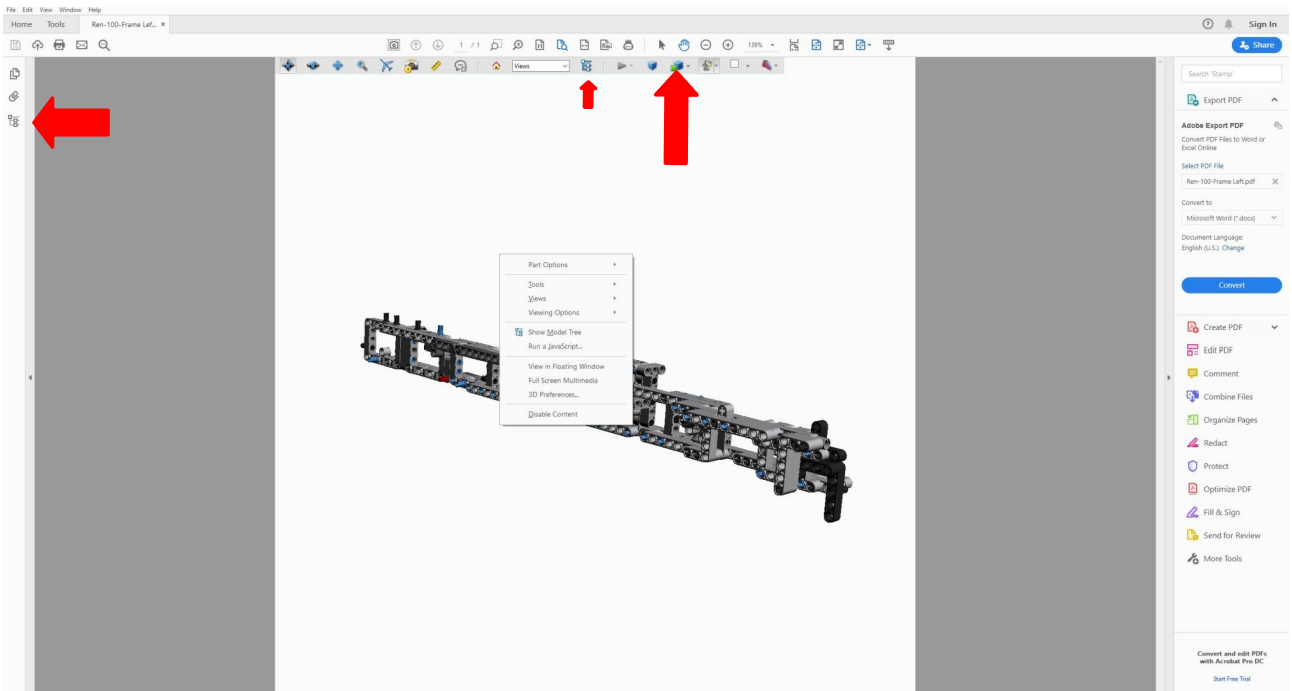 File Edit View Window Help
Home Tools Ren-100-Frame Lef... × Sign In
1 / 1 139% Share
Views
Search 'Stamp'
Export PDF
Adobe Export PDF
Convert PDF Files to Word or
Excel Online
Select PDF File
Ren-100-Frame Left.pdf
Convert to
Microsoft Word (*.docx)
Document Language:
English (U.S.) Change
Convert
Create PDF
Edit PDF
Comment
Combine Files
Organize Pages
Redact
Protect
Optimize PDF
Fill & Sign
Send for Review
More Tools
Convert and edit PDFs
with Acrobat Pro DC
Start Free Trial
Part Options
Tools
Views
Viewing Options
Show Model Tree
Run a JavaScript...
View in Floating Window
Full Screen Multimedia
3D Preferences...
Disable Content